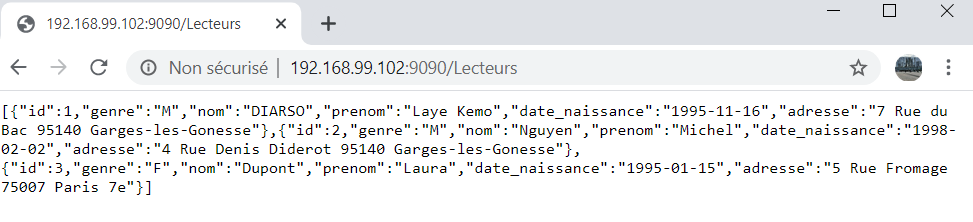 192.168.99.102:9090/Lecteurs
Non sécurisé | 192.168.99.102:9090/Lecteurs
[{"id":1,"genre":"M","nom":"DIARSO","prenom":"Laye Kemo","date_naissance":"1995-11-16","adresse":"7 Rue du
Bac 95140 Garges-les-Gonesse"},{"id":2,"genre":"M","nom":"Nguyen","prenom":"Michel","date_naissance":"1998-
02-02","adresse":"4 Rue Denis Diderot 95140 Garges-les-Gonesse"},
{"id":3,"genre":"F","nom":"Dupont","prenom":"Laura","date_naissance":"1995-01-15","adresse":"5 Rue Fromage
75007 Paris 7e"}]